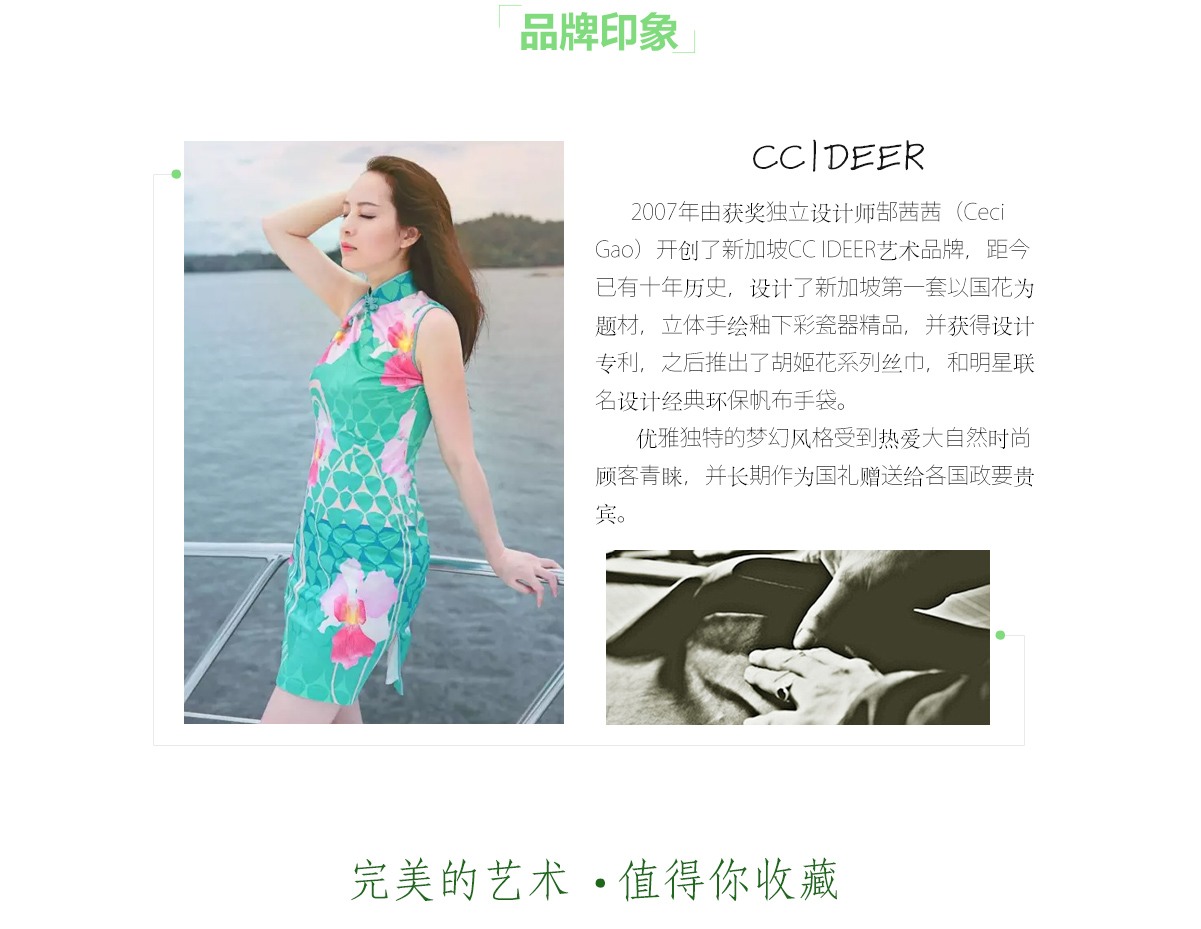 品牌印象
CC|DEER
2007年由获奖独立设计师郜茜茜（Ceci
Gao）开创了新加坡CC IDEER艺术品牌，距今
已有十年历史，设计了新加坡第一套以国花为
题材，立体手绘釉下彩瓷器精品，并获得设计
专利，之后推出了胡姬花系列丝巾，和明星联
名设计经典环保帆布手袋。
优雅独特的梦幻风格受到热爱大自然时尚
顾客青睐，并长期作为国礼赠送给各国政要贵
宾。
完美的艺术 ·值得你收藏